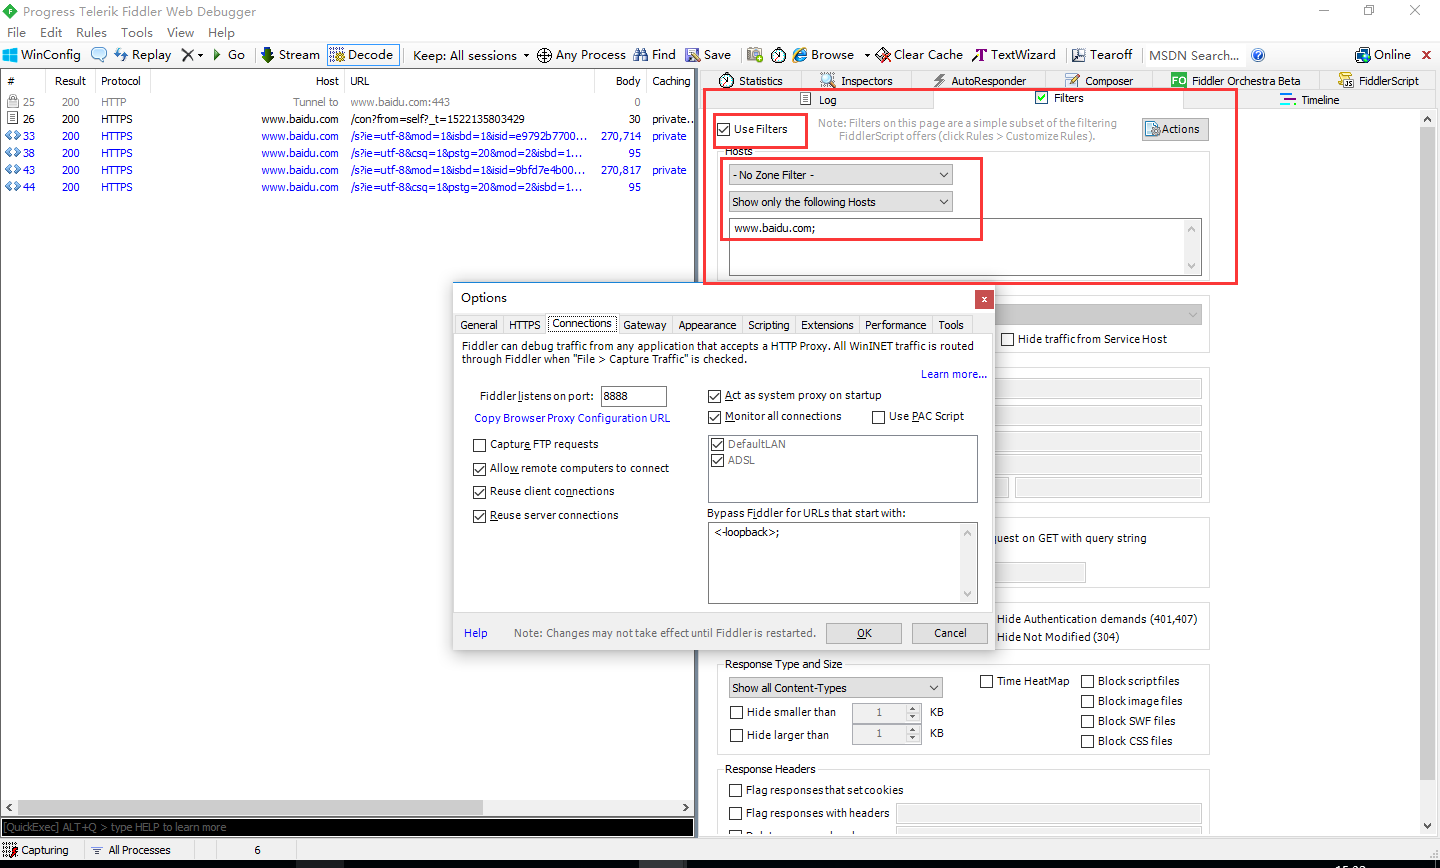 Progress Telerik Fiddler Web Debugger
File Edit Rules Tools View Help
WinConfig Replay Go Stream Decode Keep: All sessions Any Process Find Save Browse Clear Cache TextWizard Tearoff MSDN Search... Online
# Result Protocol Host URL Body Caching
25 200 HTTP Tunnel to www.baidu.com:443 0
26 200 HTTPS www.baidu.com /con?from=self?_t=1522135803429 30 private..
33 200 HTTPS www.baidu.com /s?ie=utf-8&csq=1&pstg=20&mod=2&isbd=1&isid=e9792b7700... 270,714 private
38 200 HTTPS www.baidu.com /s?ie=utf-8&csq=1&pstg=20&mod=2&isbd=1... 95
43 200 HTTPS www.baidu.com /s?ie=utf-8&mod=1&isbd=1&isid=9bfd7e4b00... 270,817 private
44 200 HTTPS www.baidu.com /s?ie=utf-8&csq=1&pstg=20&mod=2&isbd=1... 95
Statistics Inspectors AutoResponder Composer FO Fiddler Orchestra Beta FiddlerScript
Log Filters Timeline
Use Filters
Note: Filters on this page are a simple subset of the filtering
FiddlerScript offers (click Rules > Customize Rules).
Actions
Hosts
- No Zone Filter -
Show only the following Hosts
www.baidu.com;
Options
x
General HTTPS Connections Gateway Appearance Scripting Extensions Performance Tools
Fiddler can debug traffic from any application that accepts a HTTP Proxy. All WinINET traffic is routed
through Fiddler when "File > Capture Traffic" is checked.
Learn more...
Fiddler listens on port: 8888
Copy Browser Proxy Configuration URL
Capture FTP requests
Allow remote computers to connect
Reuse client connections
Reuse server connections
Act as system proxy on startup
Monitor all connections Use PAC Script
DefaultLAN
ADSL
Bypass Fiddler for URLs that start with:
<-loopback>;
Help Note: Changes may not take effect until Fiddler is restarted. OK Cancel
Hide traffic from Service Host
quest on GET with query string
Hide Authentication demands (401,407)
Hide Not Modified (304)
Response Type and Size
Show all Content-Types
Time HeatMap Block script files
Hide smaller than 1 KB
Block image files
Block SWF files
Hide larger than 1 KB
Block CSS files
Response Headers
Flag responses that set cookies
Flag responses with headers
[QuickExec] ALT+Q > type HELP to learn more
Capturing All Processes 6